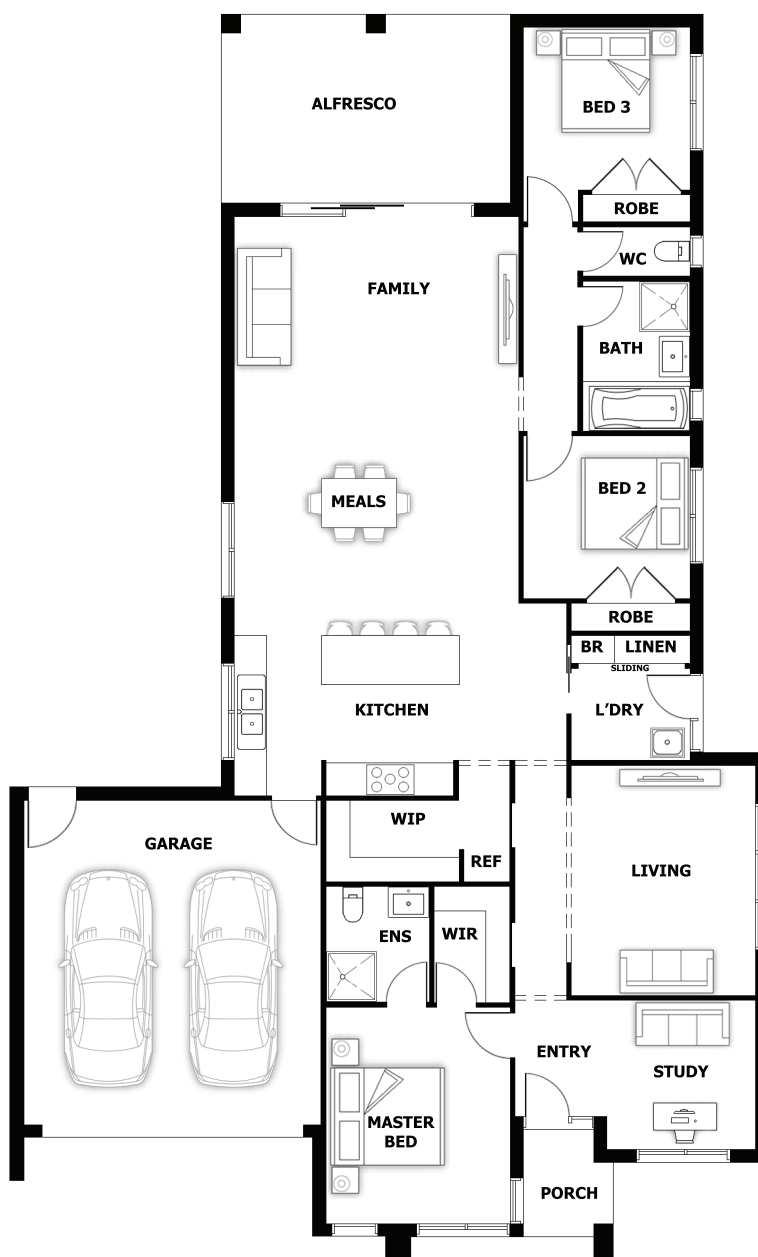 BED 3
ALFRESCO
ROBE
WC
FAMILY
BATH
BED 2
MEALS
ROBE
BR LINEN
SLIDING
KITCHEN
L'DRY
WIP
GARAGE
REF
LIVING
ENS
WIR
ENTRY
STUDY
MASTER
BED
PORCH